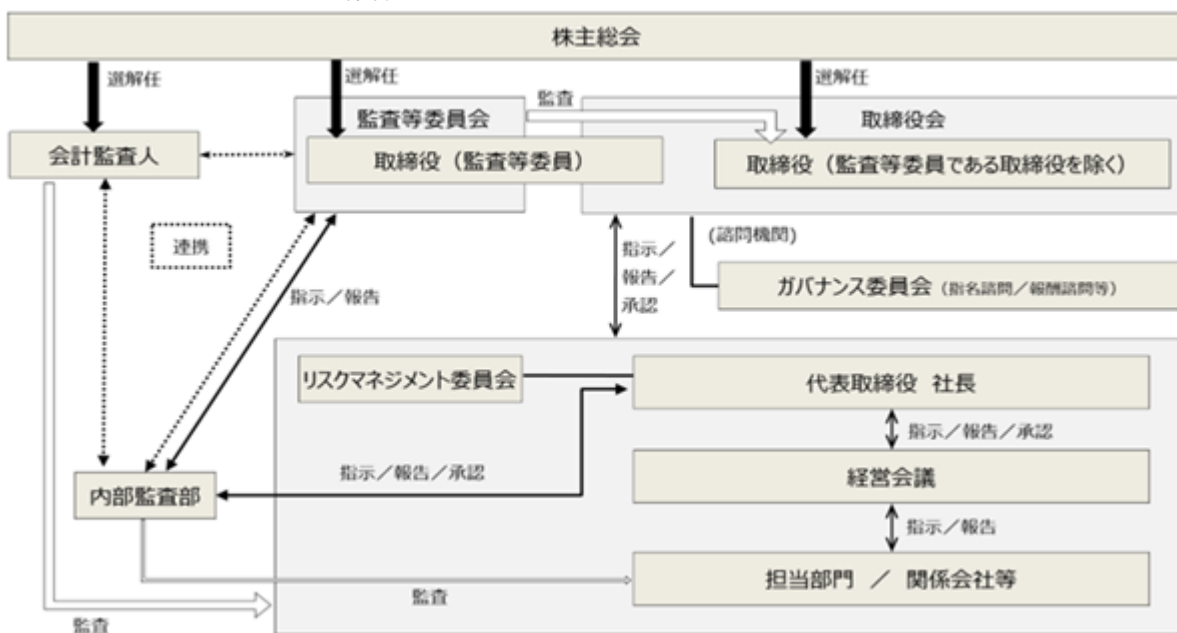 株主総会
選解任
選解任
選解任
監査等委員会
監査
取締役会
会計監査人
取締役（監査等委員）
取締役（監査等委員である取締役を除く）
連携
指示／報告
指示／
報告／
承認
(諮問機関)
ガバナンス委員会（指名諮問／報酬諮問等）
リスクマネジメント委員会
代表取締役 社長
指示／報告／承認
指示／報告／承認
経営会議
内部監査部
指示／報告
担当部門 ／ 関係会社等
監査
監査